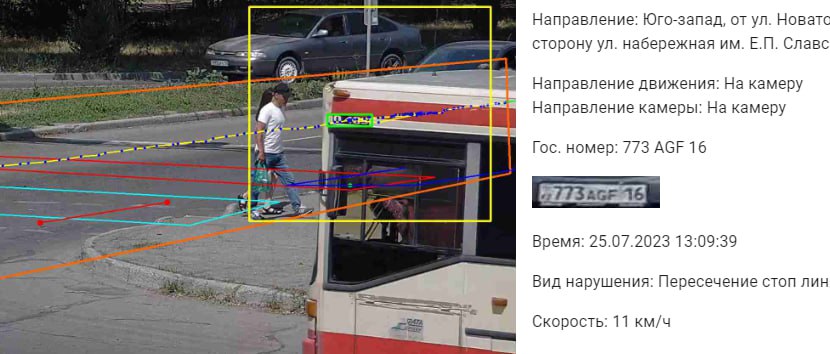 Направление: Юго-запад, от ул. Новато
сторону ул. набережная им. Е.П. Славс
Направление движения: На камеру
Направление камеры: На камеру
Гос. номер: 773 AGF 16
773 AGF 16
Время: 25.07.2023 13:09:39
Вид нарушения: Пересечение стоп лин
Скорость: 11 км/ч